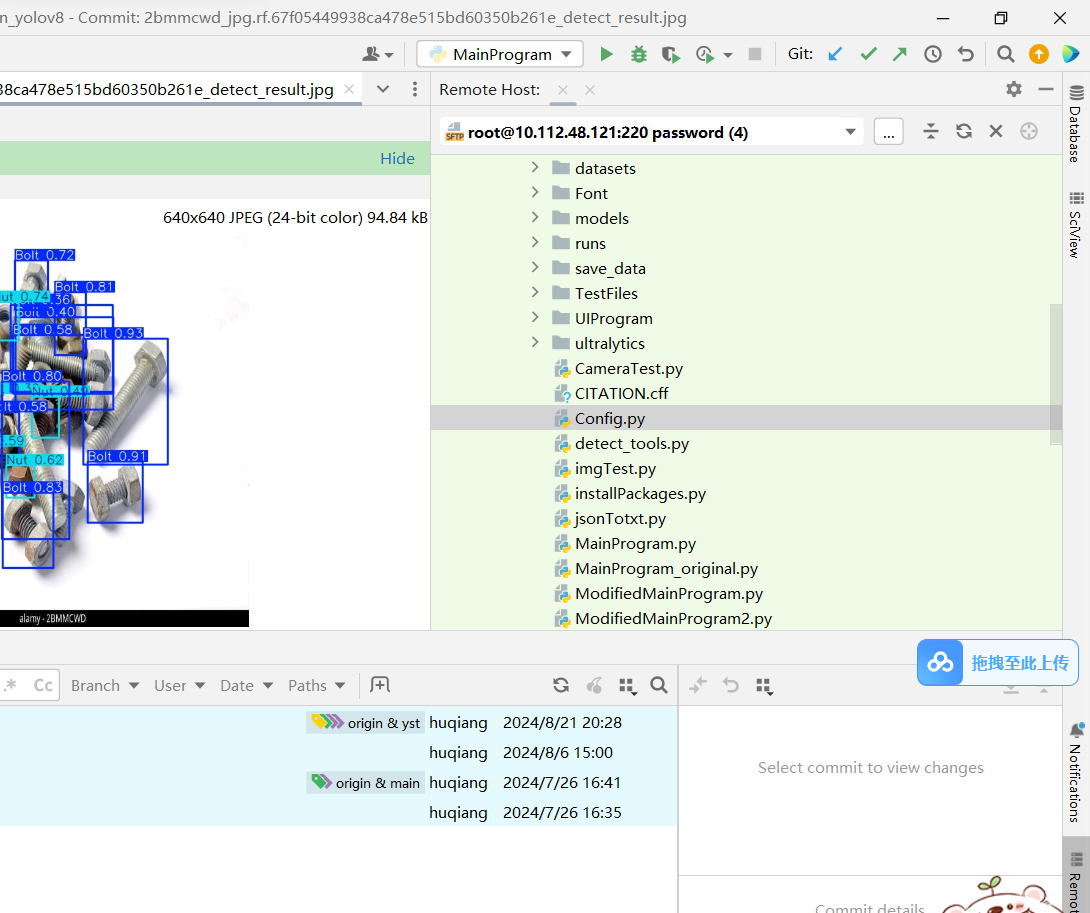 n_yolov8 - Commit: 2bmmcwd_jpg.rf.67f05449938ca478e515bd60350b261e_detect_result.jpg
MainProgram
Git:
38ca478e515bd60350b261e_detect_result.jpg
Remote Host:
SFTP
root@10.112.48.121:220 password (4)
...
Hide
640x640 JPEG (24-bit color) 94.84 kB
Bolt 0.72
Bolt 0.81
Nut 0.74
0.36
Bolt 0.40
Bolt 0.58
Bolt 0.93
Bolt 0.80
Nut 0.49
lt 0.58
.59
Bolt 0.91
Nut 0.62
Bolt 0.83
alamy - 2BMMCWD
datasets
Font
models
runs
save_data
TestFiles
UIProgram
ultralytics
CameraTest.py
CITATION.cff
Config.py
detect_tools.py
imgTest.py
installPackages.py
jsonTotxt.py
MainProgram.py
MainProgram_original.py
ModifiedMainProgram.py
ModifiedMainProgram2.py
Database
SciView
拖拽至此上传
.* Cc
Branch
User
Date
Paths
origin & yst huqiang 2024/8/21 20:28
huqiang 2024/8/6 15:00
origin & main huqiang 2024/7/26 16:41
huqiang 2024/7/26 16:35
Select commit to view changes
Commit details
Notifications
Remot